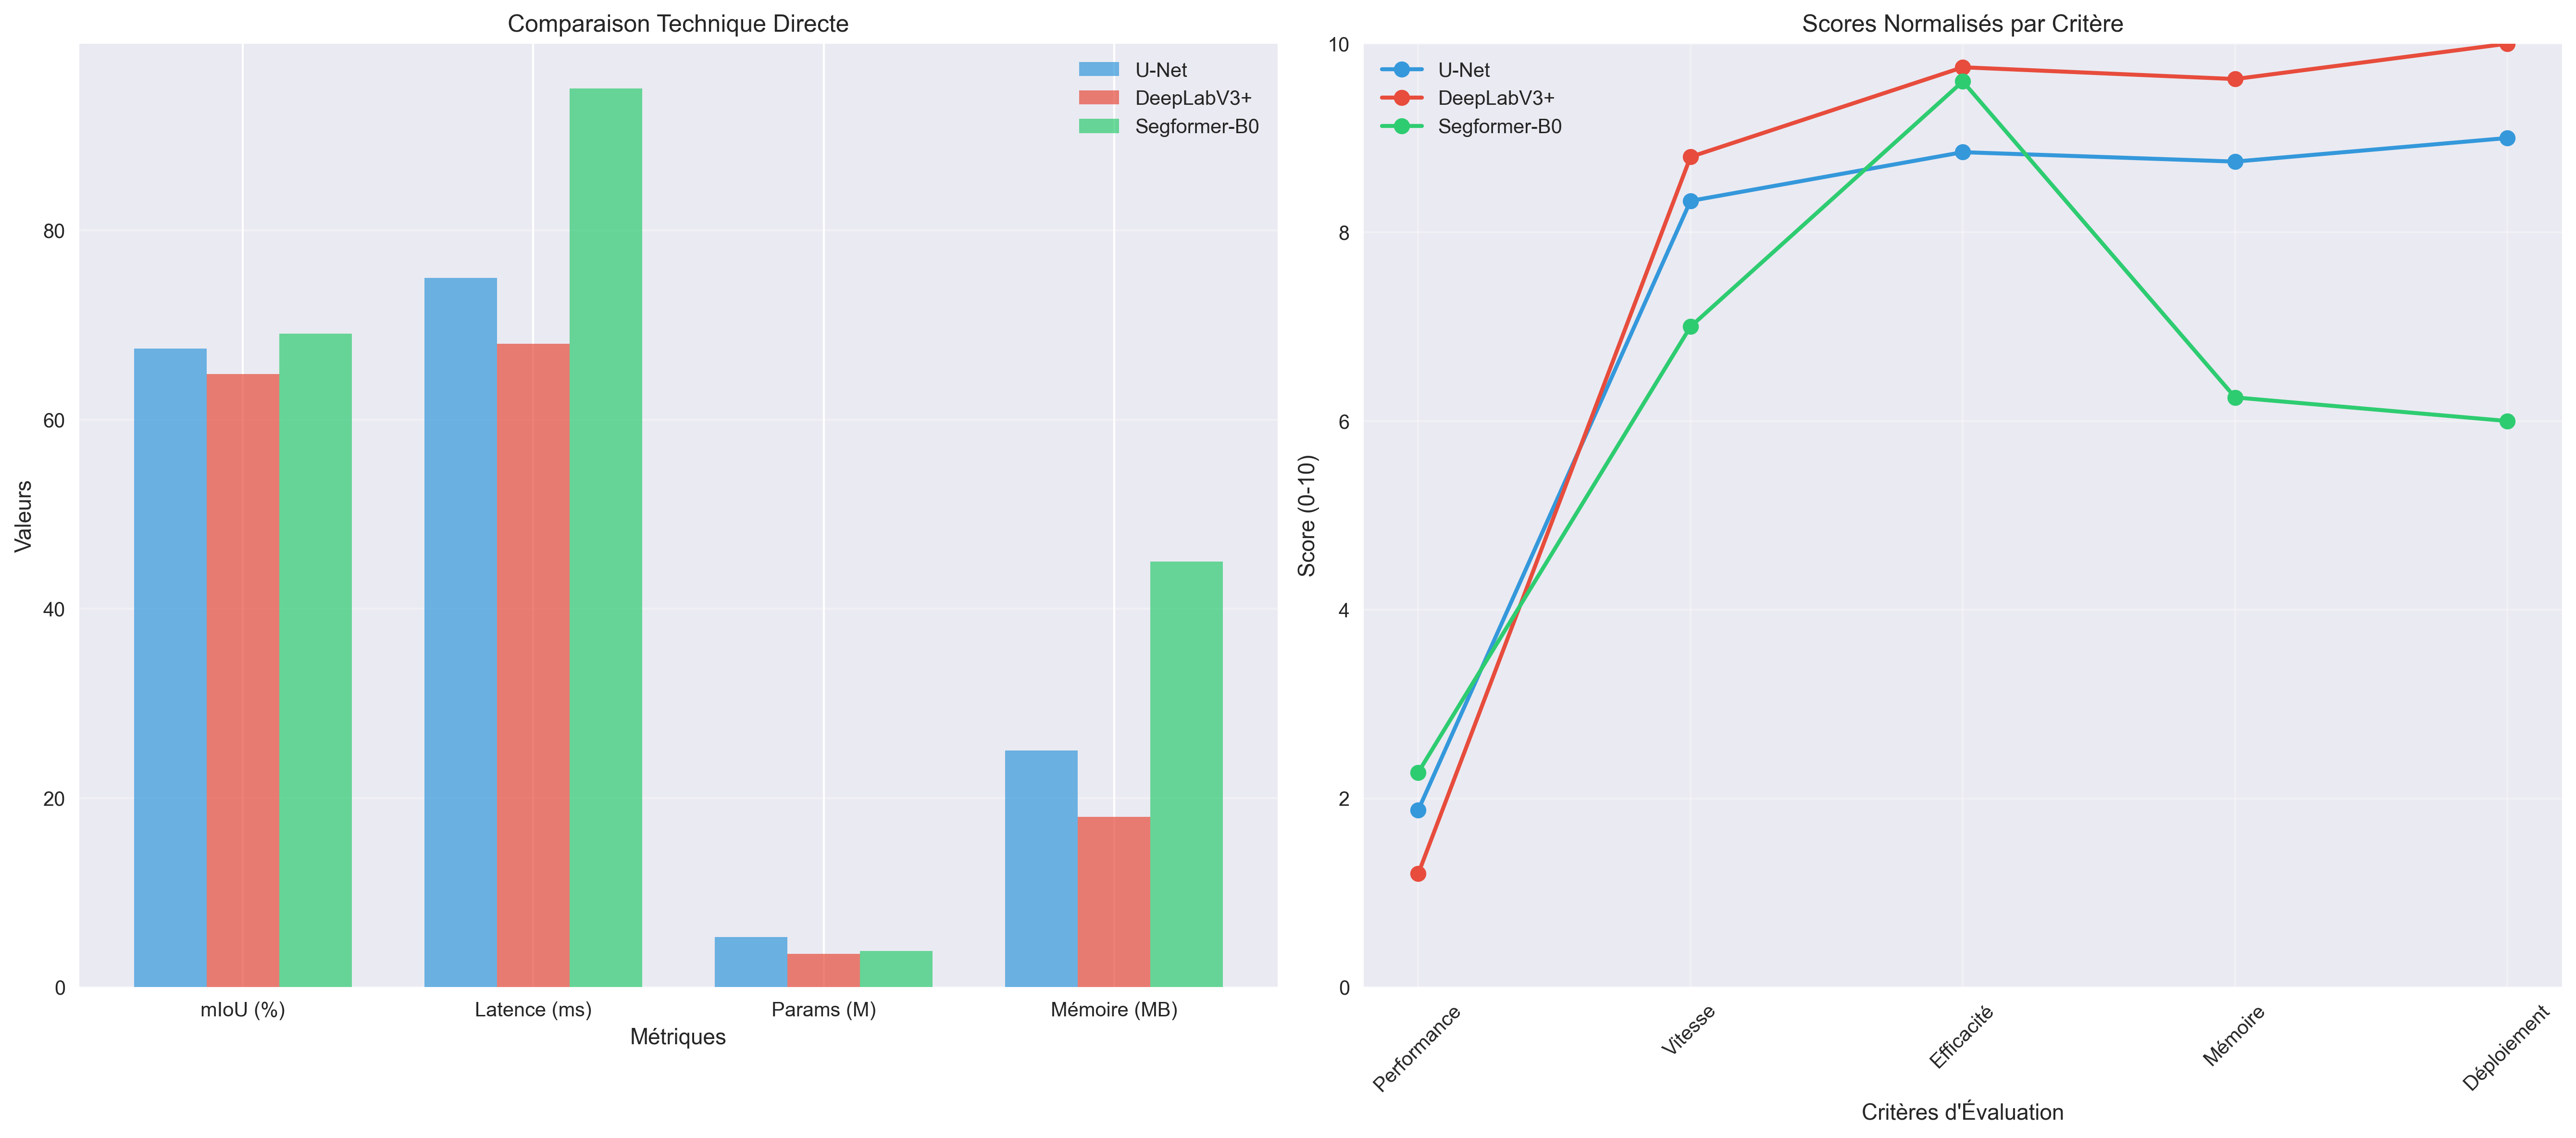 Comparaison Technique Directe
U-Net
DeepLabV3+
Segformer-B0
Valeurs
80
60
40
20
0
mIoU (%)
Latence (ms)
Params (M)
Mémoire (MB)
Métriques
Scores Normalisés par Critère
U-Net
DeepLabV3+
Segformer-B0
Score (0-10)
10
8
6
4
2
0
Performance
Vitesse
Efficacité
Mémoire
Déploiement
Critères d'Évaluation